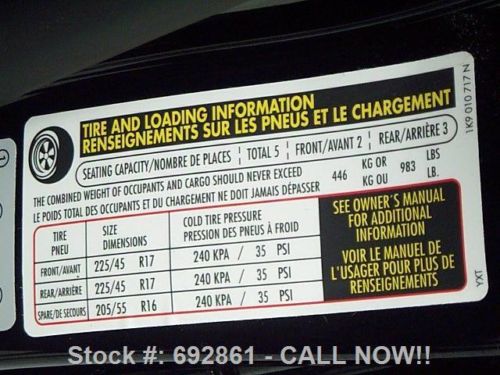 TIRE AND LOADING INFORMATION
RENSEIGNEMENTS SUR LES PNEUS ET LE CHARGEMENT
SEATING CAPACITY/NOMBRE DE PLACES TOTAL 5 FRONT/AVANT 2 REAR/ARRIÈRE 3
THE COMBINED WEIGHT OF OCCUPANTS AND CARGO SHOULD NEVER EXCEED 446 KG OR 983 LBS
LE POIDS TOTAL DES OCCUPANTS ET DU CHARGEMENT NE DOIT JAMAIS DÉPASSER KG OU LB.
TIRE SIZE COLD TIRE PRESSURE
PNEU DIMENSIONS PRESSION DES PNEUS À FROID
FRONT/AVANT 225/45 R17 240 KPA / 35 PSI
REAR/ARRIÈRE 225/45 R17 240 KPA / 35 PSI
SPARE/DE SECOURS 205/55 R16 240 KPA / 35 PSI
SEE OWNER'S MANUAL
FOR ADDITIONAL
INFORMATION
VOIR LE MANUEL DE
L'USAGER POUR PLUS DE
RENSEIGNEMENTS
1K9 010 717 N
YXT
Stock #: 692861 - CALL NOW!!